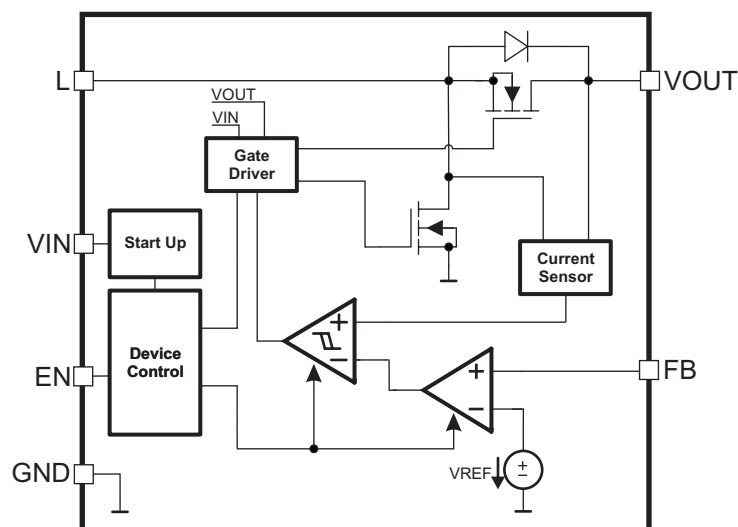 L
VOUT
VOUT
VIN
Gate
Driver
VIN
Start Up
Current
Sensor
Device
Control
EN
+
−
+
−
FB
VREF
+
−
GND